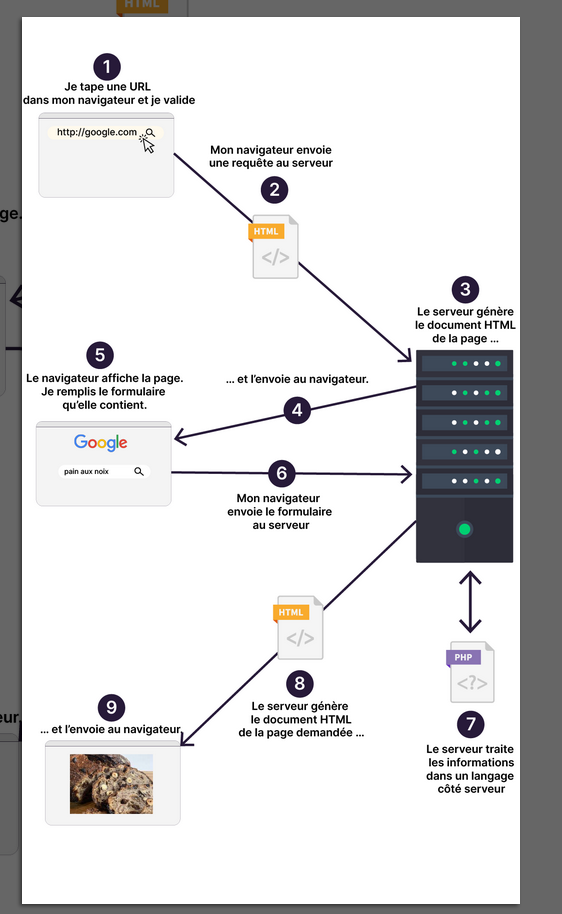 HTML
1
Je tape une URL
dans mon navigateur et je valide
http://google.com
Mon navigateur envoie
une requête au serveur
2
HTML
</>
3
Le serveur génère
le document HTML
de la page ...
... et l'envoie au navigateur.
4
5
Le navigateur affiche la page.
Je remplis le formulaire
qu'elle contient.
Google
pain aux noix
6
Mon navigateur
envoie le formulaire
au serveur
PHP
<?>
7
Le serveur traite
les informations
dans un langage
côté serveur
HTML
</>
8
Le serveur génère
le document HTML
de la page demandée ...
9
... et l'envoie au navigateur.
ge.
eur